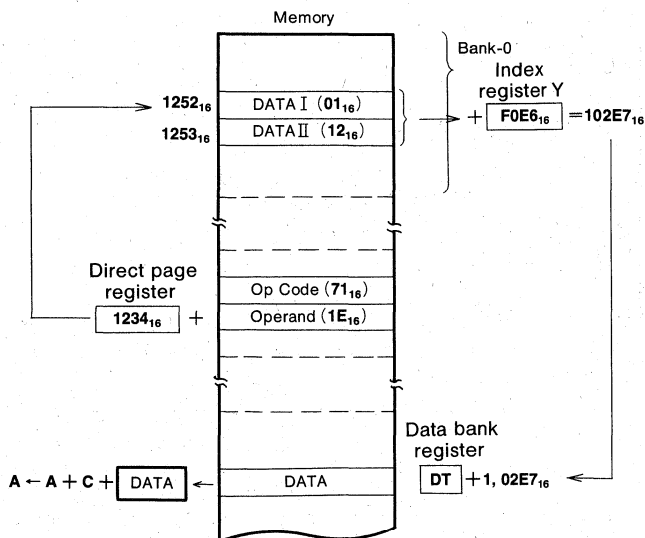 Memory
Bank-0
Index
register Y
1252₁₆
DATA I (01₁₆)
+ F0E6₁₆ =102E7₁₆
1253₁₆
DATA II (12₁₆)
Direct page
register
Op Code (71₁₆)
1234₁₆ +
Operand (1E₁₆)
Data bank
register
A ← A + C + DATA
DATA
DT +1, 02E7₁₆